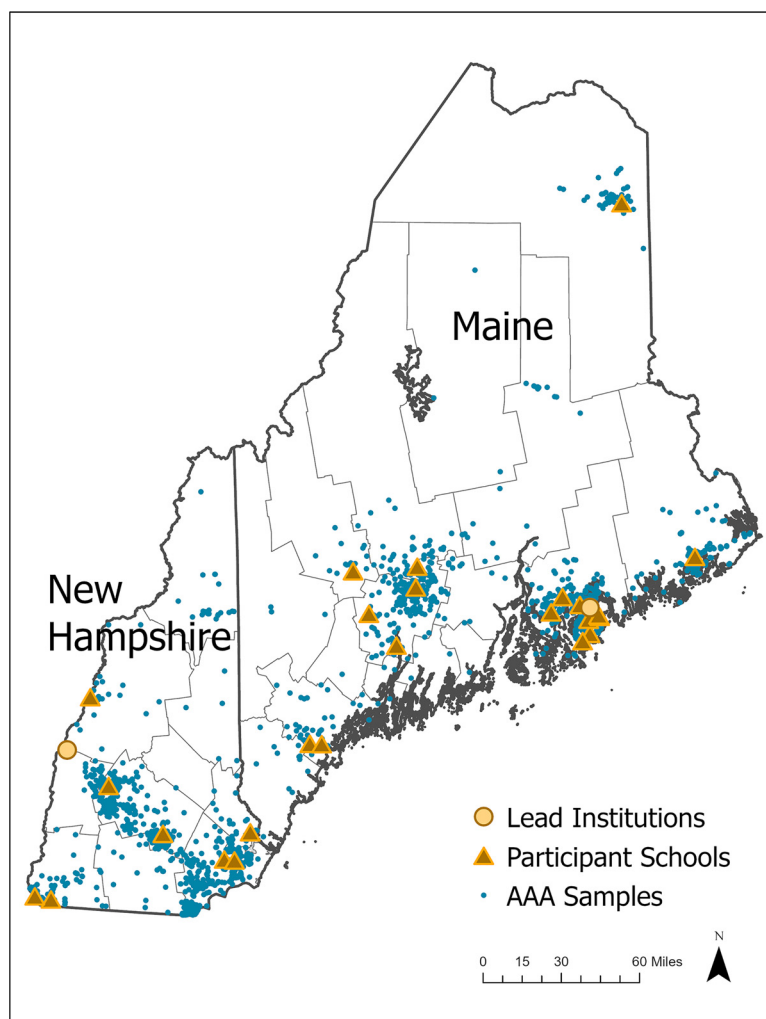 Maine
New
Hampshire
Lead Institutions
Participant Schools
AAA Samples
N
0 15 30 60 Miles